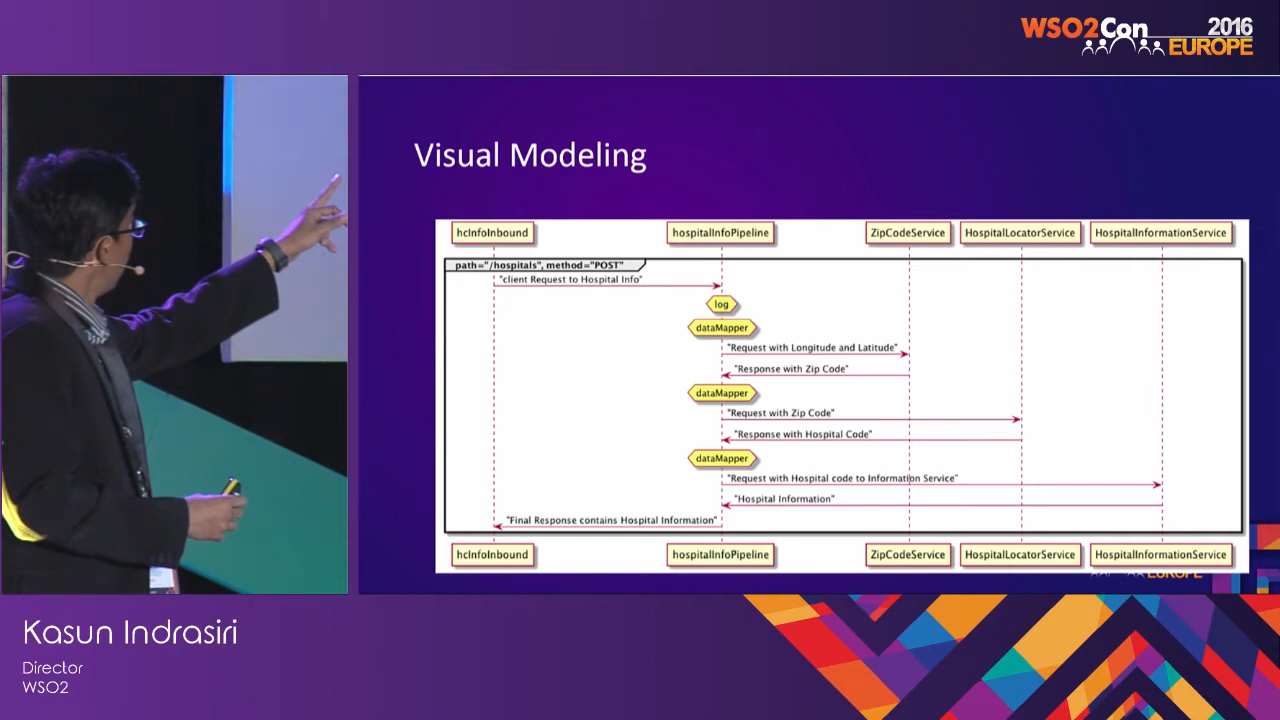 WSO2Con 2016
EUROPE
Visual Modeling
hcInfoInbound
hospitalInfoPipeline
ZipCodeService
HospitalLocatorService
HospitalInformationService
path="/hospitals", method="POST"
"client Request to Hospital Info"
log
dataMapper
"Request with Longitude and Latitude"
"Response with Zip Code"
dataMapper
"Request with Zip Code"
"Response with Hospital Code"
dataMapper
"Request with Hospital code to Information Service"
"Hospital Information"
"Final Response contains Hospital Information"
hcInfoInbound
hospitalInfoPipeline
ZipCodeService
HospitalLocatorService
HospitalInformationService
EUROPE
Kasun Indrasiri
Director
WSO2